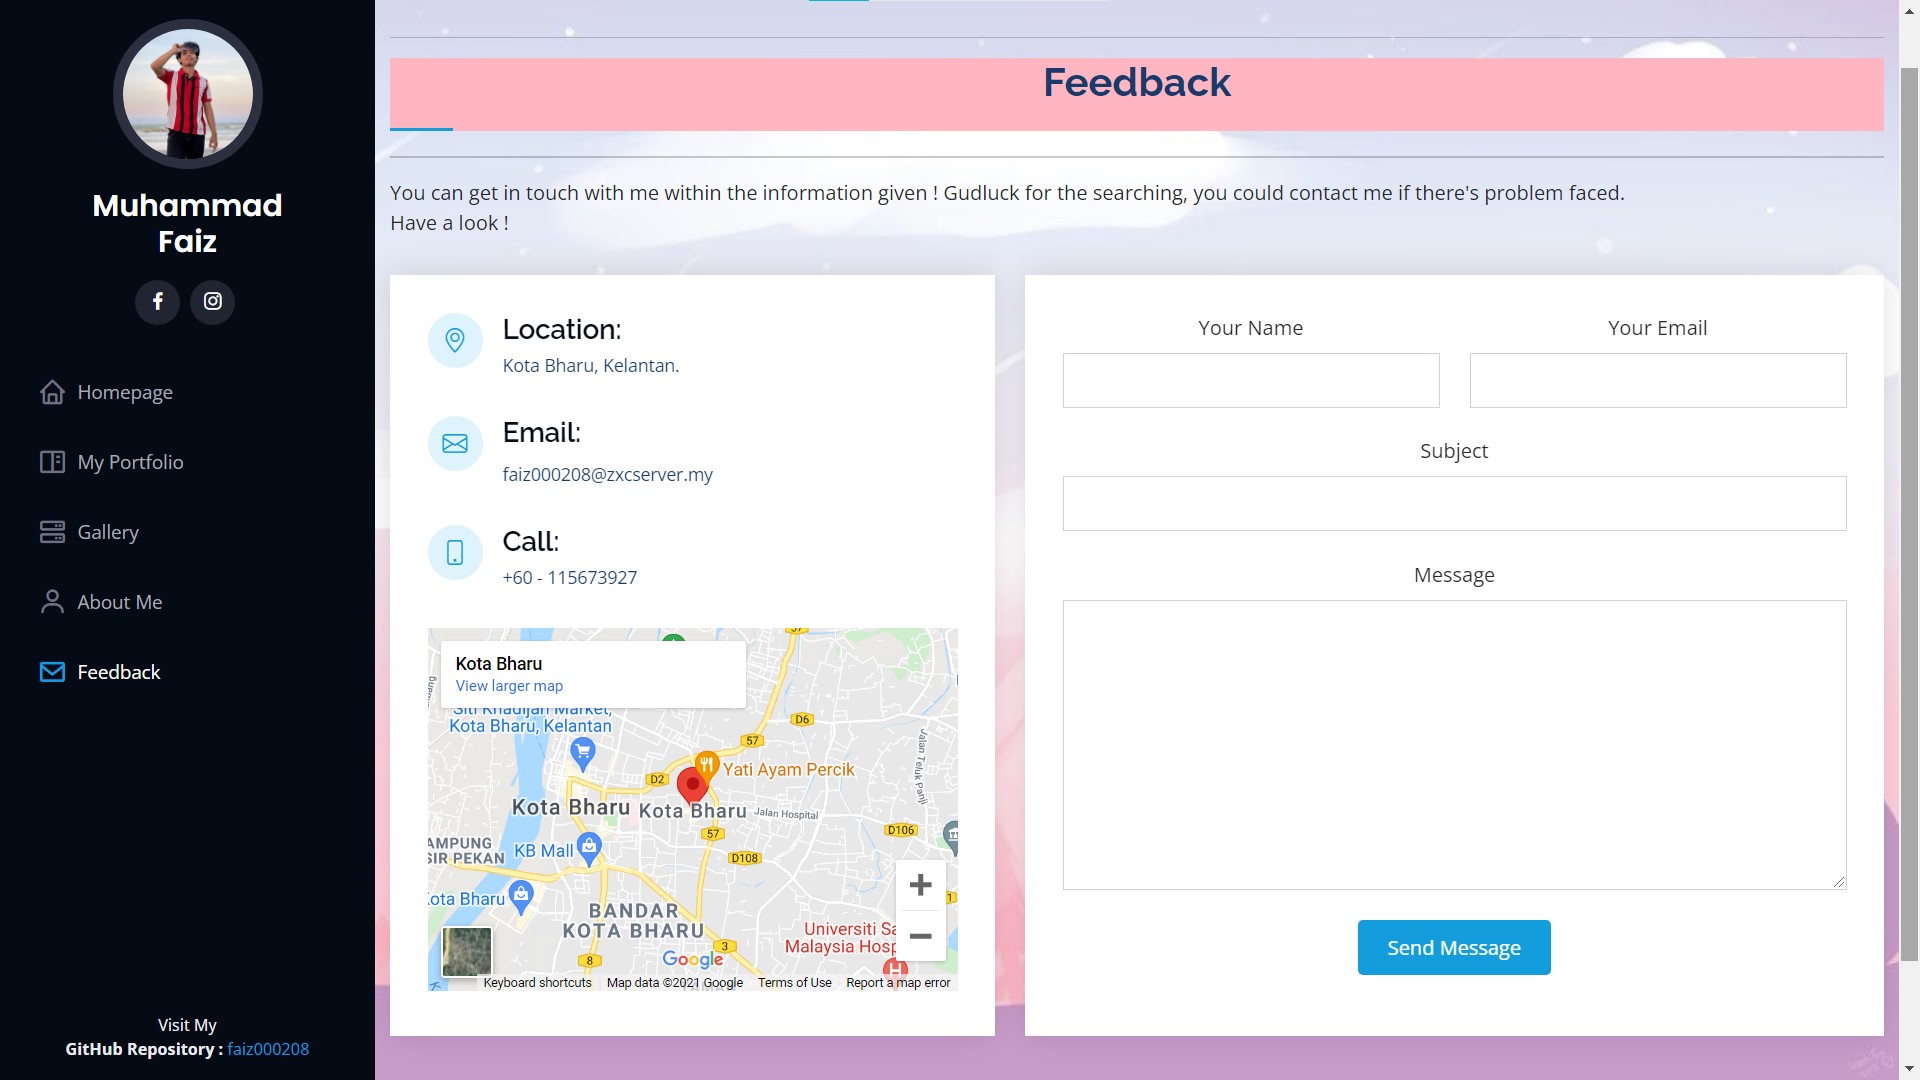 Muhammad
Faiz
Homepage
My Portfolio
Gallery
About Me
Feedback
Visit My
GitHub Repository : faiz000208
Feedback
You can get in touch with me within the information given ! Gudluck for the searching, you could contact me if there's problem faced.
Have a look !
Location:
Kota Bharu, Kelantan.
Email:
faiz000208@zxcserver.my
Call:
+60 - 115673927
Kota Bharu
View larger map
57
Siti Khadijah Market,
Kota Bharu, Kelantan
D6
57
Jalan Teluk Panji
D2
Yati Ayam Percik
Kota Bharu
Kota Bharu
Jalan Hospital
57
D106
AMPUNG
SIR PEKAN
KB Mall
D108
Kota Bharu
1
BANDAR
KOTA BHARU
Universiti Sa
Malaysia Hosp
3
8
Google
H
Keyboard shortcuts
Map data ©2021 Google
Terms of Use
Report a map error
Your Name
Your Email
Subject
Message
Send Message